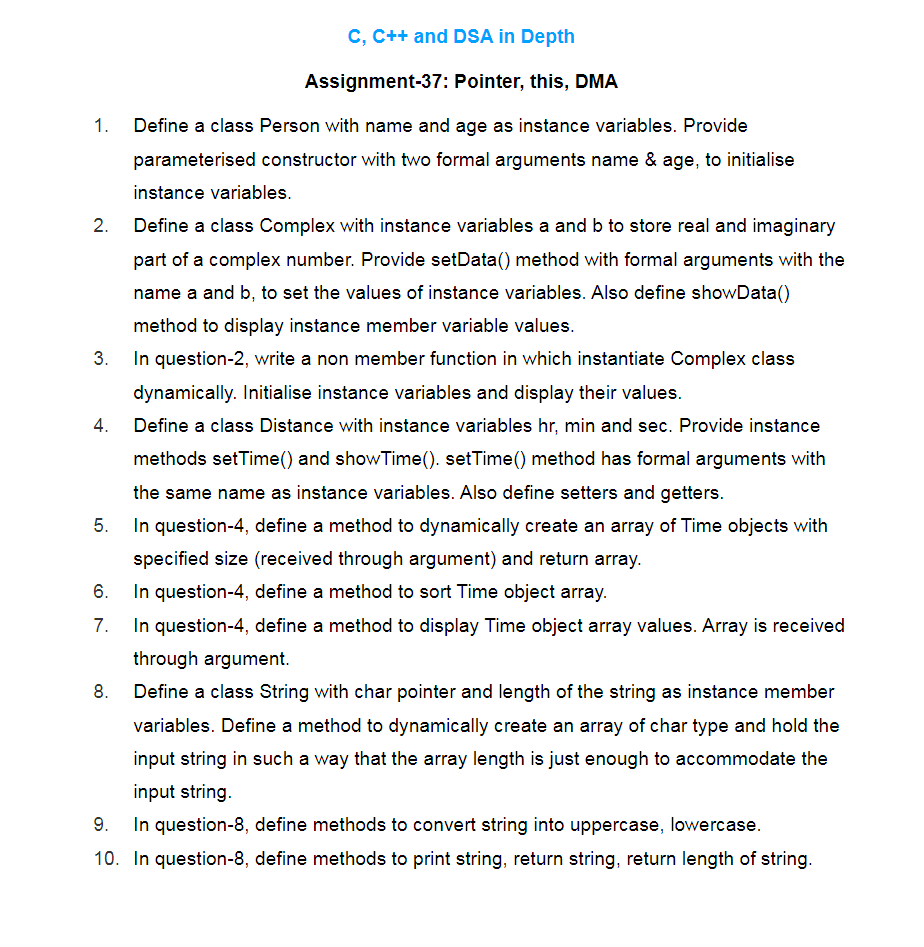 C, C++ and DSA in Depth
Assignment-37: Pointer, this, DMA
1. Define a class Person with name and age as instance variables. Provide
parameterised constructor with two formal arguments name & age, to initialise
instance variables.
2. Define a class Complex with instance variables a and b to store real and imaginary
part of a complex number. Provide setData() method with formal arguments with the
name a and b, to set the values of instance variables. Also define showData()
method to display instance member variable values.
3. In question-2, write a non member function in which instantiate Complex class
dynamically. Initialise instance variables and display their values.
4. Define a class Distance with instance variables hr, min and sec. Provide instance
methods setTime() and showTime(). setTime() method has formal arguments with
the same name as instance variables. Also define setters and getters.
5. In question-4, define a method to dynamically create an array of Time objects with
specified size (received through argument) and return array.
6. In question-4, define a method to sort Time object array.
7. In question-4, define a method to display Time object array values. Array is received
through argument.
8. Define a class String with char pointer and length of the string as instance member
variables. Define a method to dynamically create an array of char type and hold the
input string in such a way that the array length is just enough to accommodate the
input string.
9. In question-8, define methods to convert string into uppercase, lowercase.
10. In question-8, define methods to print string, return string, return length of string.